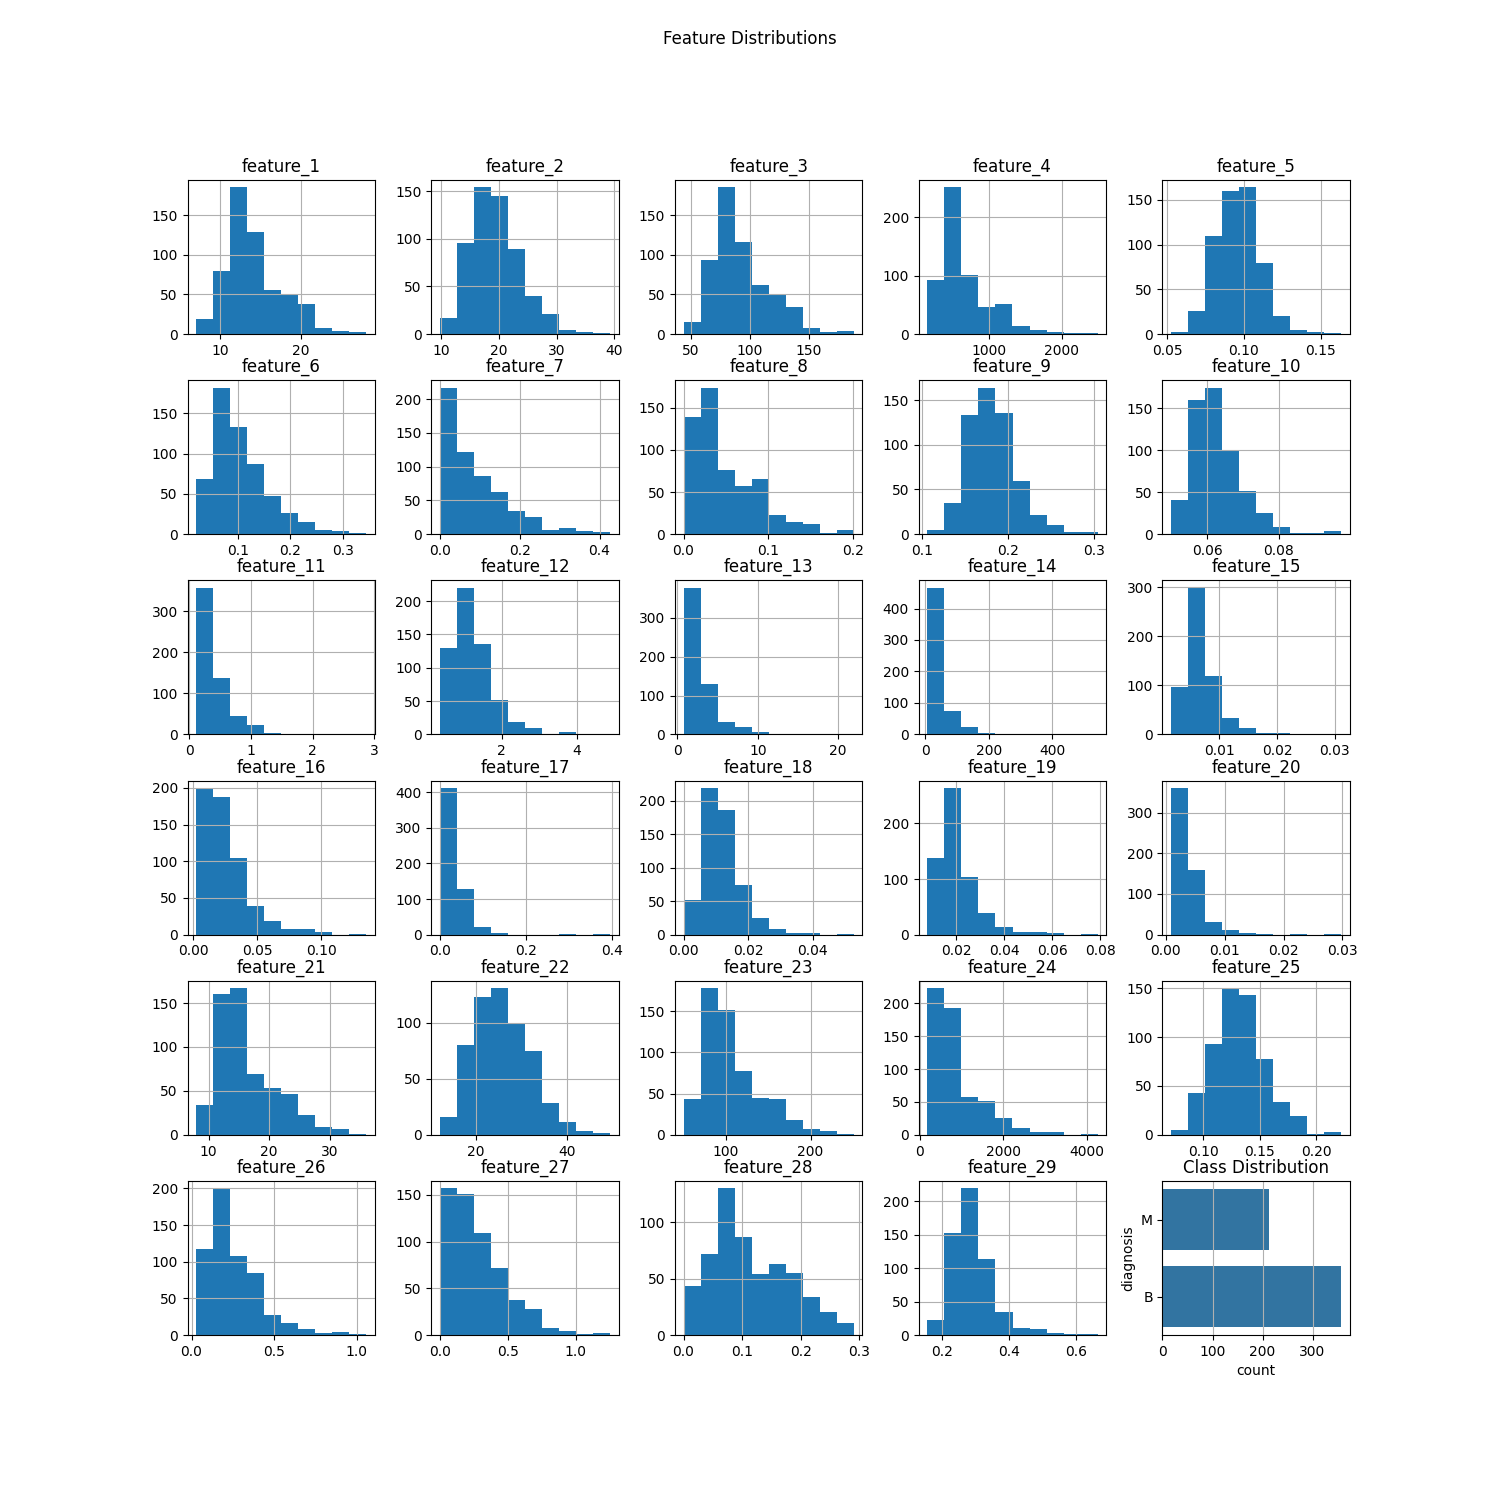 Feature Distributions
feature_1
150
100
50
0
10 20
feature_2
150
100
50
0
10 20 30 40
feature_3
150
100
50
0
50 100 150
feature_4
200
100
0
1000 2000
feature_5
150
100
50
0
0.05 0.10 0.15
feature_6
150
100
50
0
0.1 0.2 0.3
feature_7
200
150
100
50
0
0.0 0.2 0.4
feature_8
150
100
50
0
0.0 0.1 0.2
feature_9
150
100
50
0
0.1 0.2 0.3
feature_10
150
100
50
0
0.06 0.08
feature_11
300
200
100
0
0 1 2 3
feature_12
200
150
100
50
0
2 4
feature_13
300
200
100
0
0 10 20
feature_14
400
300
200
100
0
0 200 400
feature_15
300
200
100
0
0.01 0.02 0.03
feature_16
200
150
100
50
0
0.00 0.05 0.10
feature_17
400
300
200
100
0
0.0 0.2 0.4
feature_18
200
150
100
50
0
0.00 0.02 0.04
feature_19
200
100
0
0.02 0.04 0.06 0.08
feature_20
300
200
100
0
0.00 0.01 0.02 0.03
feature_21
150
100
50
0
10 20 30
feature_22
100
50
0
20 40
feature_23
150
100
50
0
100 200
feature_24
200
150
100
50
0
0 2000 4000
feature_25
150
100
50
0
0.10 0.15 0.20
feature_26
200
150
100
50
0
0.0 0.5 1.0
feature_27
150
100
50
0
0.0 0.5 1.0
feature_28
100
50
0
0.0 0.1 0.2 0.3
feature_29
200
150
100
50
0
0.2 0.4 0.6
Class Distribution
diagnosis
M
B
0 100 200 300
count